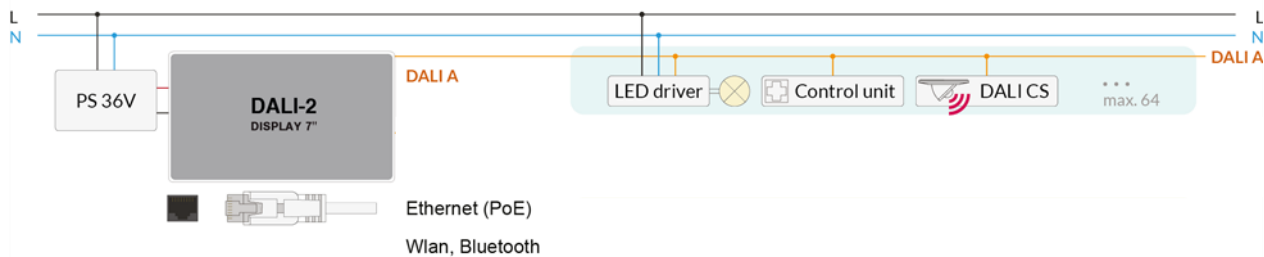 L
L
N
N
DALI A
DALI A
PS 36V
DALI-2
DISPLAY 7"
LED driver
Control unit
DALI CS
...
max. 64
Ethernet (PoE)
Wlan, Bluetooth